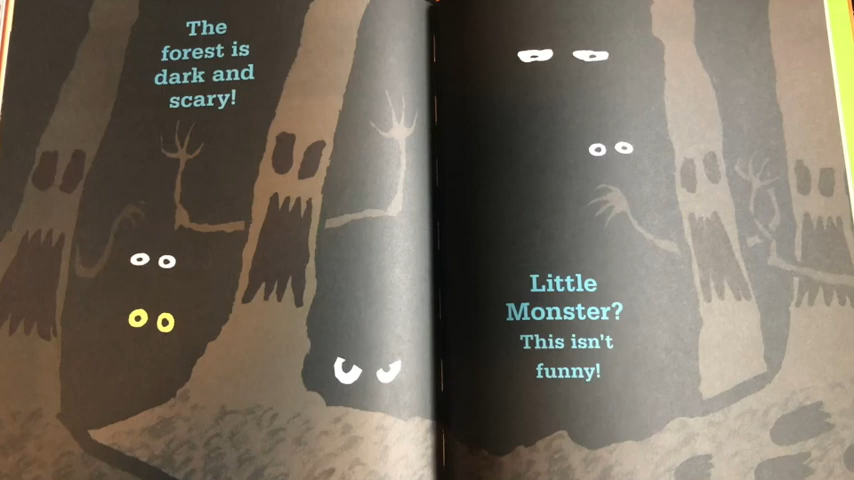 The
forest is
dark and
scary!
Little
Monster?
This isn't
funny!